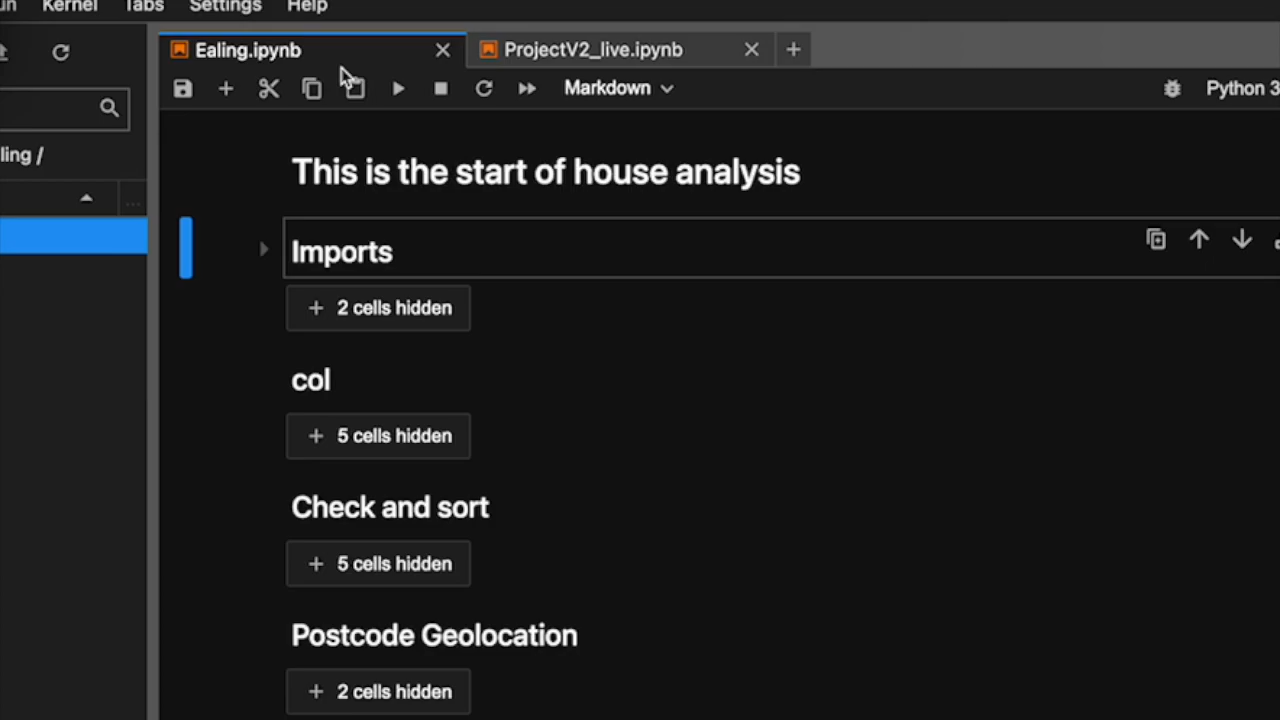 Kernel Tabs Settings Help
Ealing.ipynb ProjectV2_live.ipynb
Markdown Python 3
ling /
...
This is the start of house analysis
Imports
2 cells hidden
col
5 cells hidden
Check and sort
5 cells hidden
Postcode Geolocation
2 cells hidden